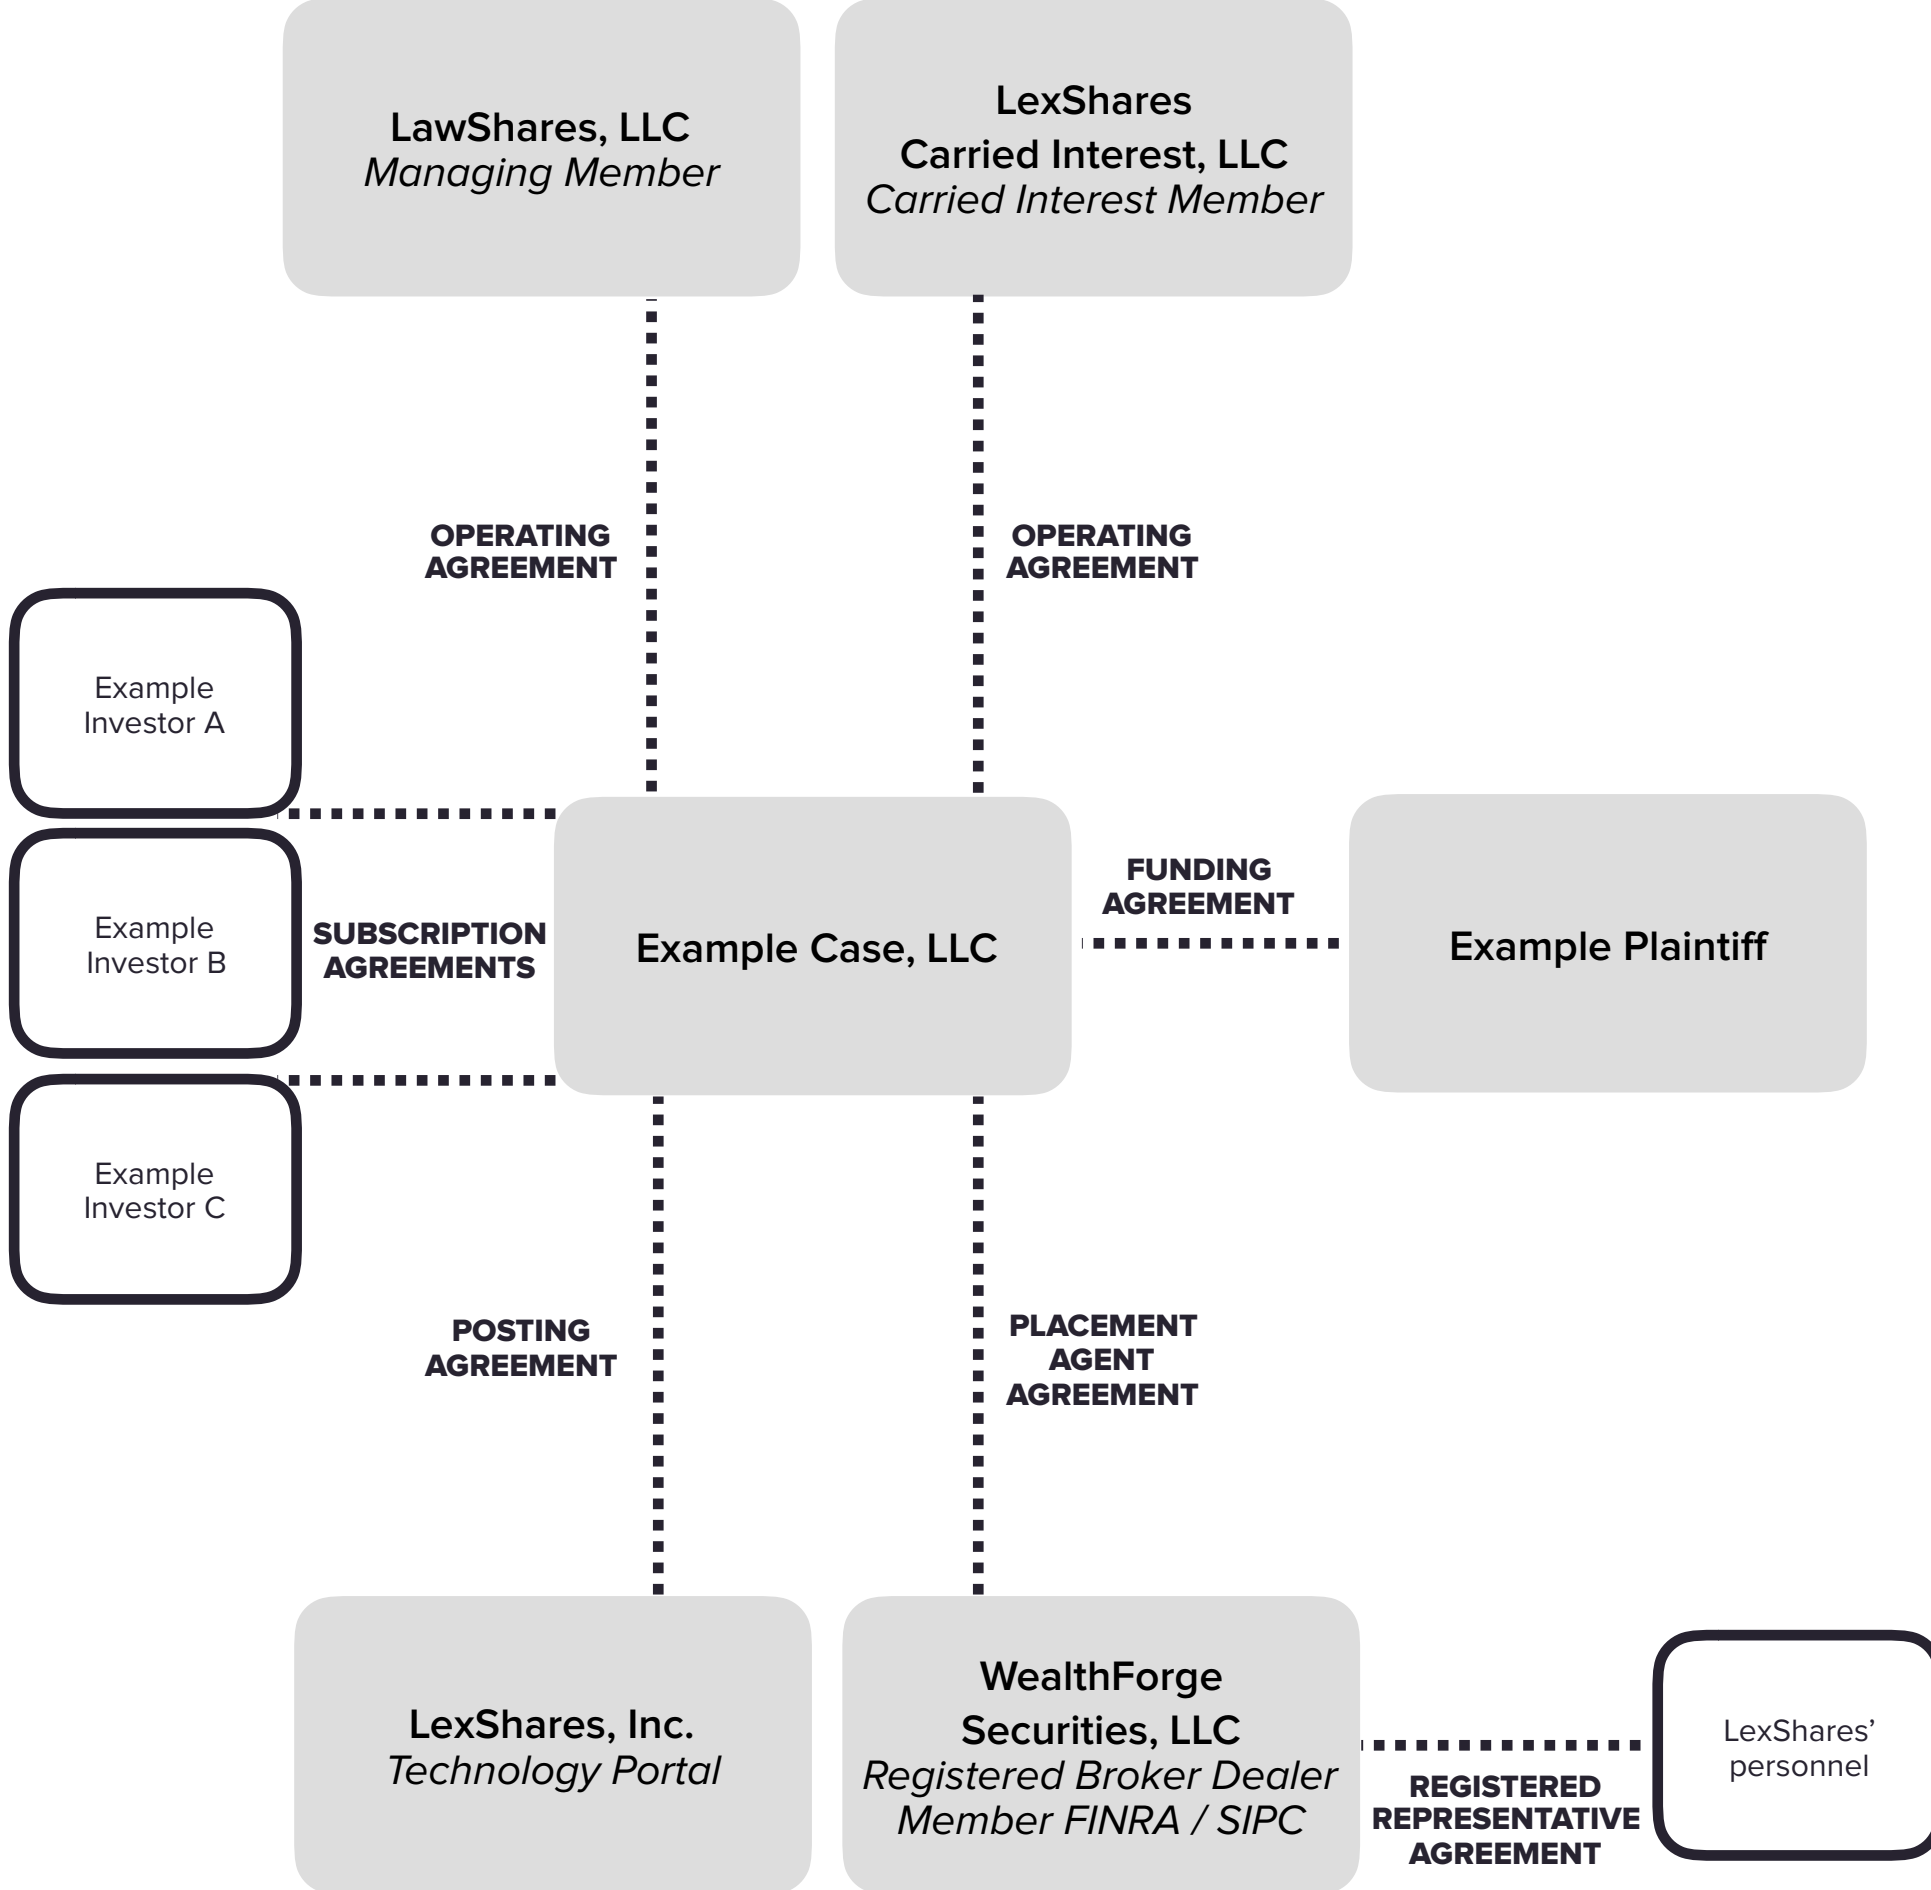 LawShares, LLC
Managing Member
LexShares
Carried Interest, LLC
Carried Interest Member
OPERATING
AGREEMENT
OPERATING
AGREEMENT
Example
Investor A
Example
Investor B
Example
Investor C
SUBSCRIPTION
AGREEMENTS
Example Case, LLC
FUNDING
AGREEMENT
Example Plaintiff
POSTING
AGREEMENT
PLACEMENT
AGENT
AGREEMENT
LexShares, Inc.
Technology Portal
WealthForge
Securities, LLC
Registered Broker Dealer
Member FINRA / SIPC
REGISTERED
REPRESENTATIVE
AGREEMENT
LexShares’
personnel